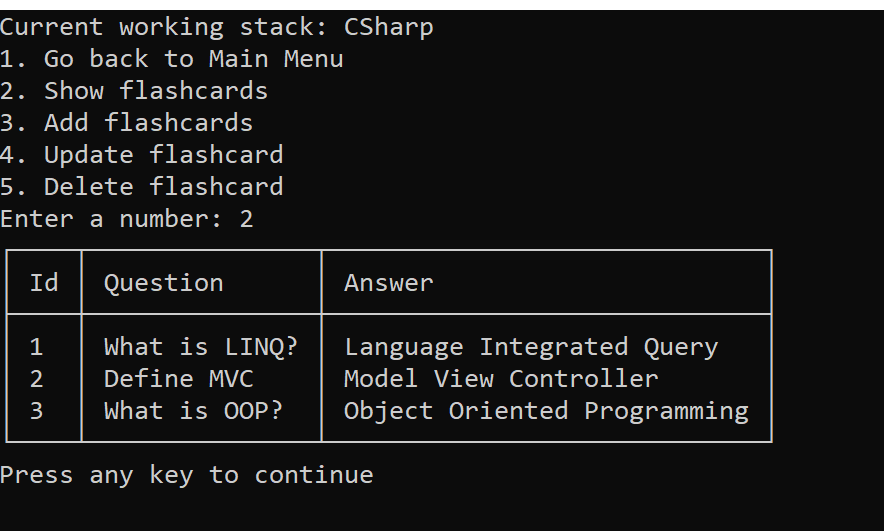 Current working stack: CSharp
1. Go back to Main Menu
2. Show flashcards
3. Add flashcards
4. Update flashcard
5. Delete flashcard
Enter a number: 2
Id Question Answer
1 What is LINQ? Language Integrated Query
2 Define MVC Model View Controller
3 What is OOP? Object Oriented Programming
Press any key to continue